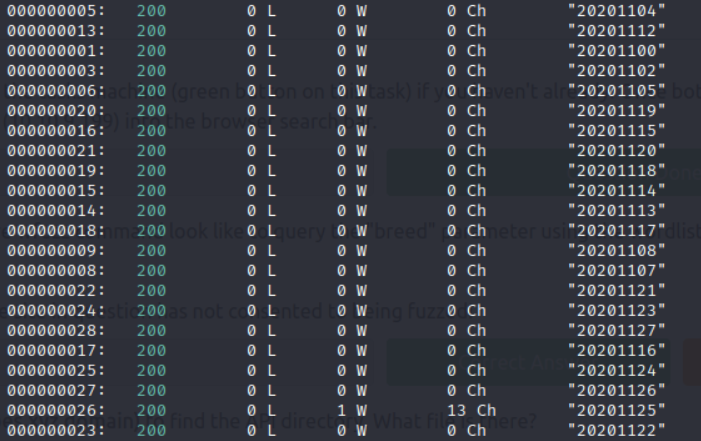 000000005: 200 0 L 0 W 0 Ch "20201104"
000000013: 200 0 L 0 W 0 Ch "20201112"
000000001: 200 0 L 0 W 0 Ch "20201100"
000000003: 200 0 L 0 W 0 Ch "20201102"
000000006: 200 0 L 0 W 0 Ch "20201105"
000000020: 200 0 L 0 W 0 Ch "20201119"
000000016: 200 0 L 0 W 0 Ch "20201115"
000000021: 200 0 L 0 W 0 Ch "20201120"
000000019: 200 0 L 0 W 0 Ch "20201118"
000000015: 200 0 L 0 W 0 Ch "20201114"
000000014: 200 0 L 0 W 0 Ch "20201113"
000000018: 200 0 L 0 W 0 Ch "20201117"
000000009: 200 0 L 0 W 0 Ch "20201108"
000000008: 200 0 L 0 W 0 Ch "20201107"
000000022: 200 0 L 0 W 0 Ch "20201121"
000000024: 200 0 L 0 W 0 Ch "20201123"
000000028: 200 0 L 0 W 0 Ch "20201127"
000000017: 200 0 L 0 W 0 Ch "20201116"
000000025: 200 0 L 0 W 0 Ch "20201124"
000000027: 200 0 L 0 W 0 Ch "20201126"
000000026: 200 0 L 1 W 13 Ch "20201125"
000000023: 200 0 L 0 W 0 Ch "20201122"